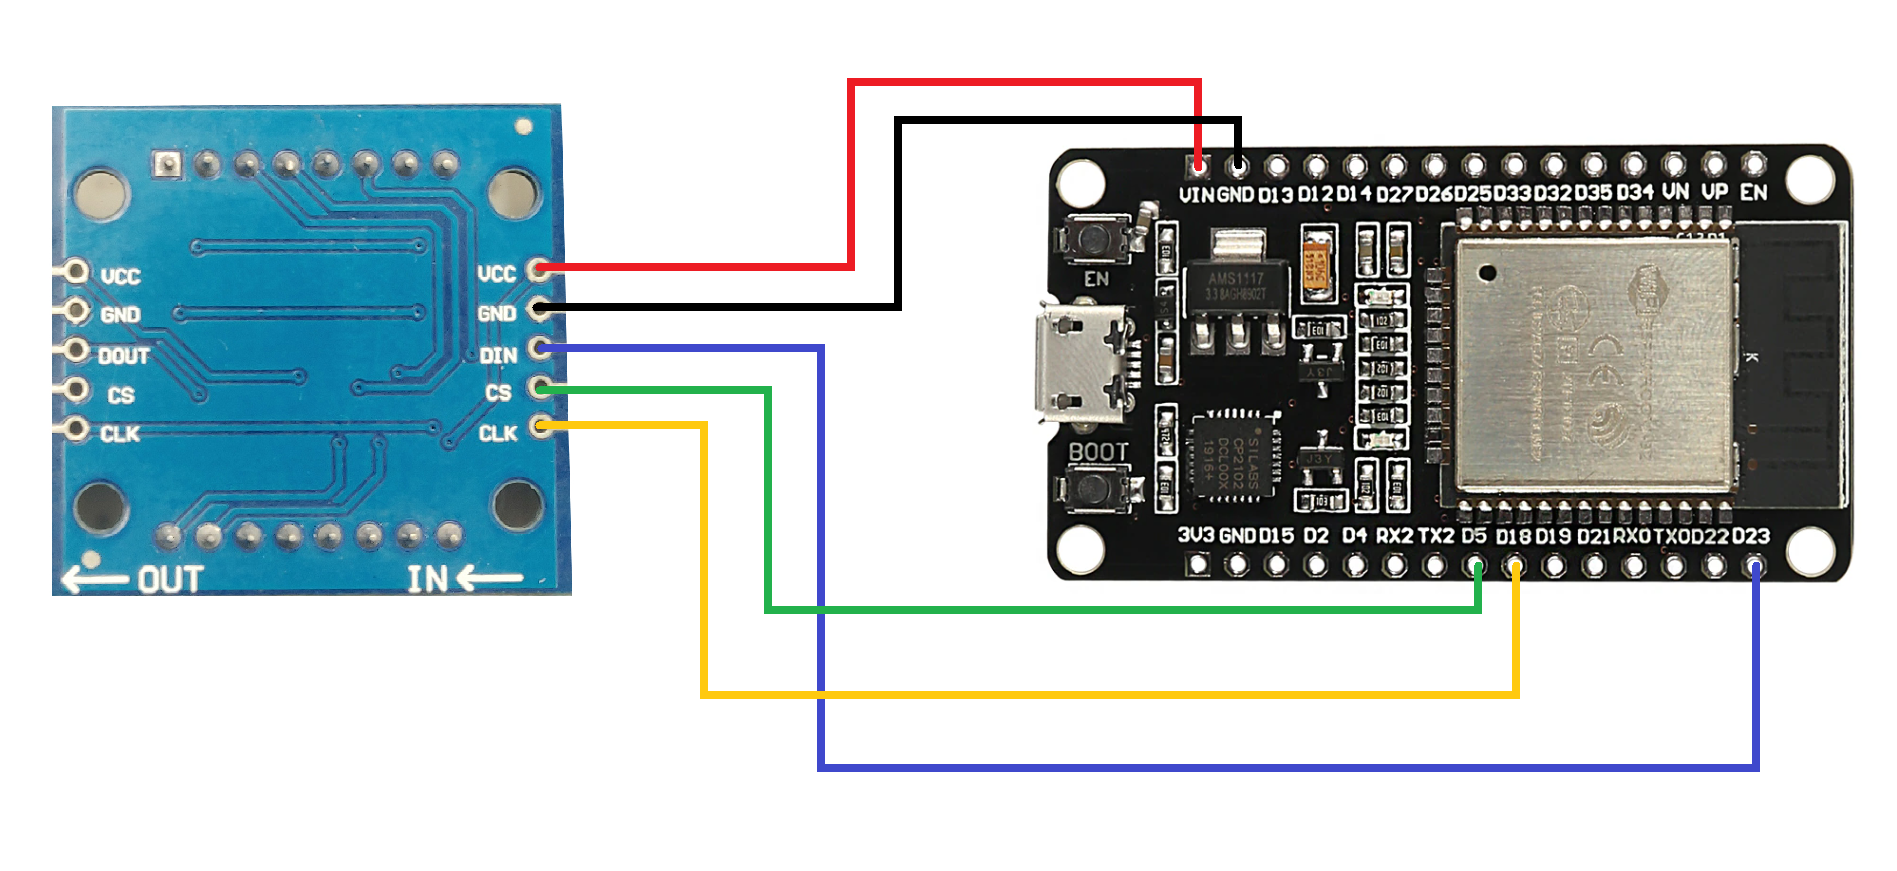 VCC
GND
DOUT
CS
CLK
VCC
GND
DIN
CS
CLK
OUT
IN
VIN GND D13 D12 D14 D27 D26 D25 D33 D32 D35 D34 VN VP EN
EN
AMS1117
BOOT
SILABS
CP2102
DCL00X
1916+
3V3 GND D15 D2 D4 RX2 TX2 D5 D18 D19 D21 RX0 TX0 D22 D23